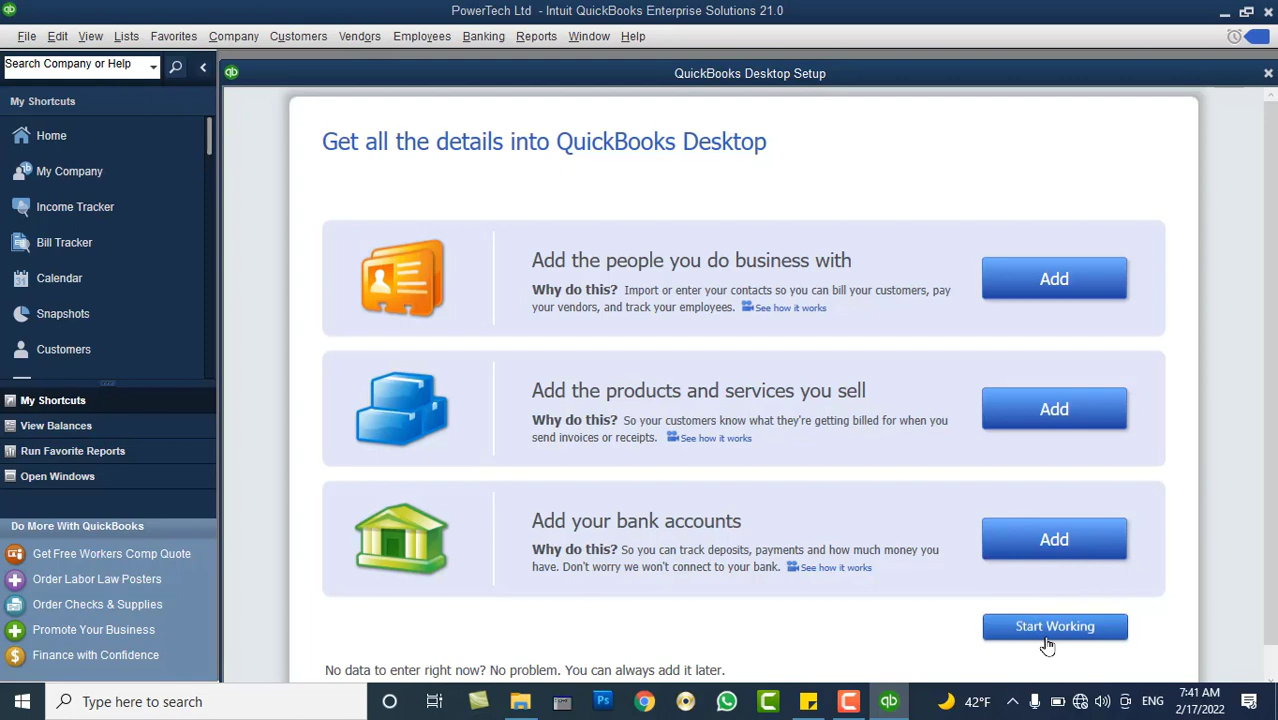 PowerTech Ltd - Intuit QuickBooks Enterprise Solutions 21.0
File Edit View Lists Favorites Company Customers Vendors Employees Banking Reports Window Help
Search Company or Help
QuickBooks Desktop Setup
My Shortcuts
Home
My Company
Income Tracker
Bill Tracker
Calendar
Snapshots
Customers
My Shortcuts
View Balances
Run Favorite Reports
Open Windows
Do More With QuickBooks
Get Free Workers Comp Quote
Order Labor Law Posters
Order Checks & Supplies
Promote Your Business
Finance with Confidence
Get all the details into QuickBooks Desktop
Add the people you do business with
Why do this? Import or enter your contacts so you can bill your customers, pay
your vendors, and track your employees. See how it works
Add
Add the products and services you sell
Why do this? So your customers know what they're getting billed for when you
send invoices or receipts. See how it works
Add
Add your bank accounts
Why do this? So you can track deposits, payments and how much money you
have. Don't worry we won't connect to your bank. See how it works
Add
Start Working
No data to enter right now? No problem. You can always add it later.
Type here to search
42°F
ENG
7:41 AM
2/17/2022